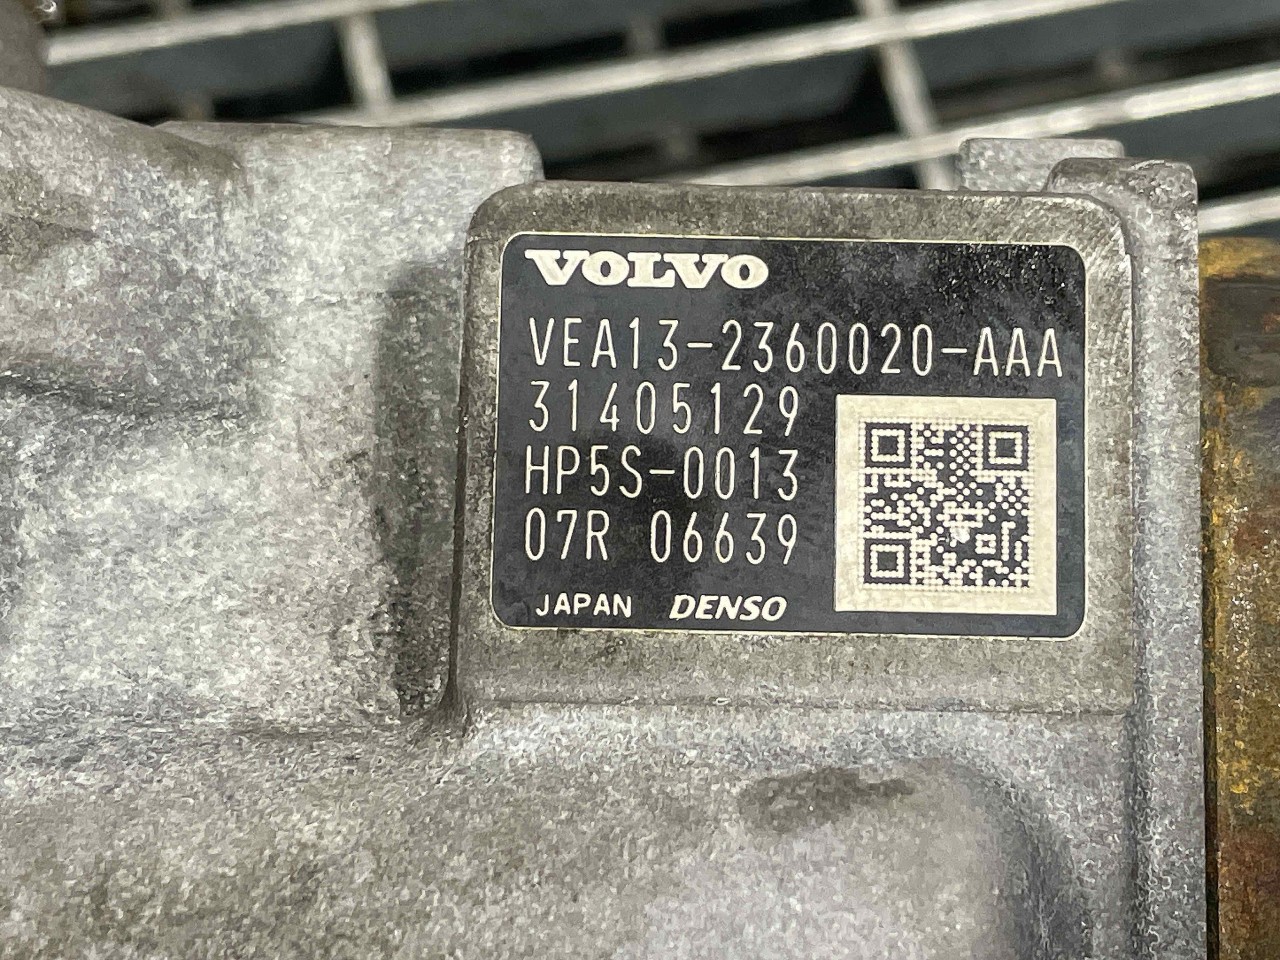 VOLVO
VEA13-2360020-AAA
31405129
HP5S-0013
07R 06639
JAPAN DENSO